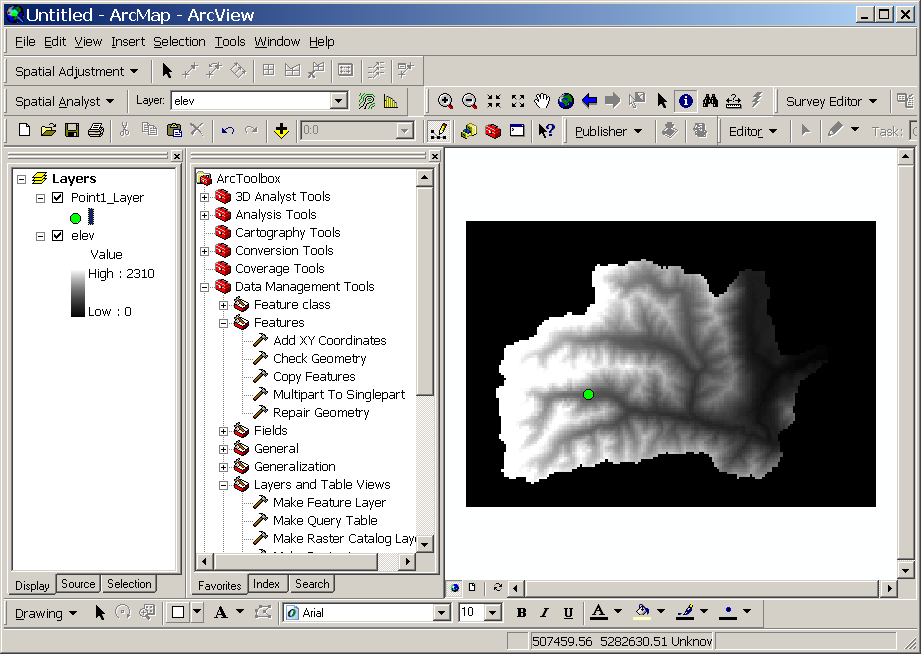 Untitled - ArcMap - ArcView
File Edit View Insert Selection Tools Window Help
Spatial Adjustment
Spatial Analyst Layer: elev Survey Editor
0:0 Publisher Editor Task:
Layers
Point1_Layer
elev
Value
High : 2310
Low : 0
Display Source Selection
ArcToolbox
3D Analyst Tools
Analysis Tools
Cartography Tools
Conversion Tools
Coverage Tools
Data Management Tools
Feature class
Features
Add XY Coordinates
Check Geometry
Copy Features
Multipart To Singlepart
Repair Geometry
Fields
General
Generalization
Layers and Table Views
Make Feature Layer
Make Query Table
Make Raster Catalog Lay
Favorites Index Search
Drawing A Arial 10 B I U A
507459.56 5282630.51 Unknov